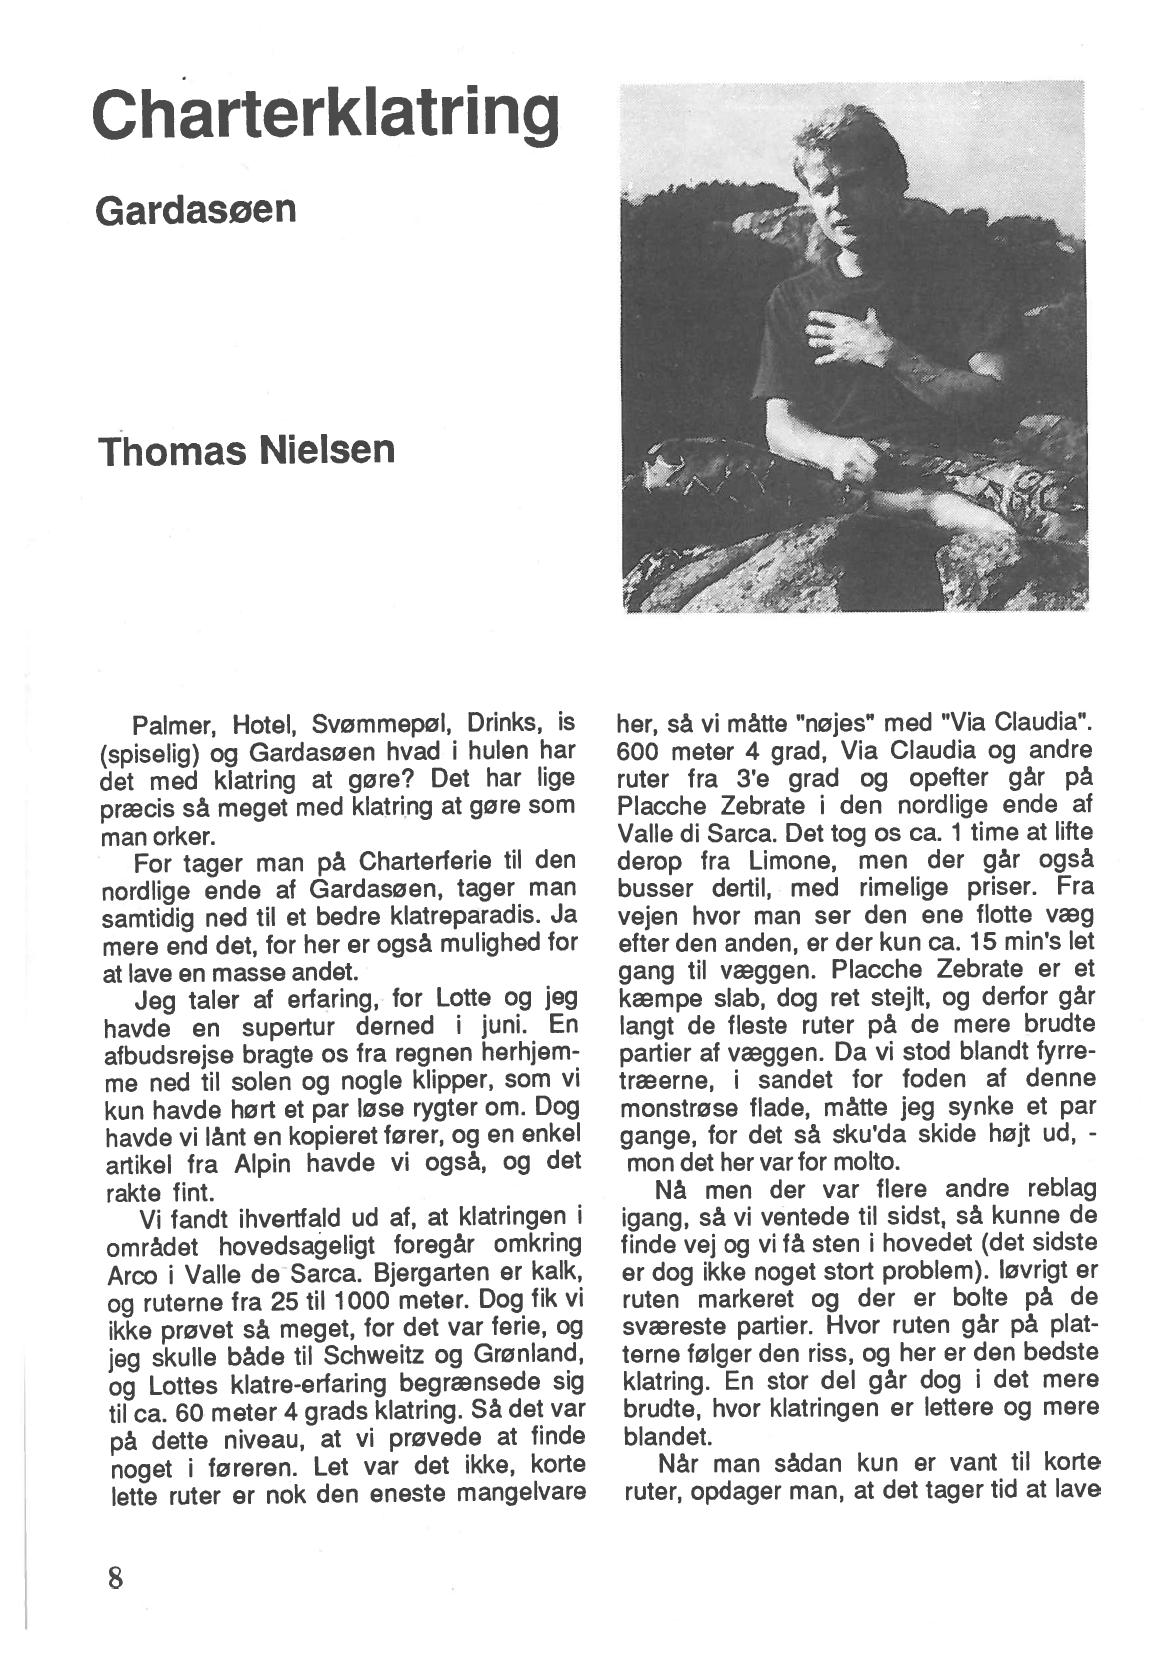 Charterklatring
Gardasøen
Thomas Nielsen
Palmer, Hotel, Svømmepøl, Drinks, is
(spiselig) og Gardasøen hvad i hulen har
det med klatring at gøre? Det har lige
præcis så meget med klatring at gøre som
man orker.
For tager man på Charterferie til den
nordlige ende af Gardasøen, tager man
samtidig ned til et bedre klatreparadis. Ja
mere end det, for her er også mulighed for
at lave en masse andet.
Jeg taler af erfaring, for Lotte og jeg
havde en supertur derned i juni. En
afbudsrejse bragte os fra regnen herhjem-
me ned til solen og nogle klipper, som vi
kun havde hørt et par løse rygter om. Dog
havde vi lånt en kopieret fører, og en enkel
artikel fra Alpin havde vi også, og det
rakte fint.
Vi fandt ihvertfald ud af, at klatringen i
området hovedsageligt foregår omkring
Arco i Valle de Sarca. Bjergarten er kalk,
og ruterne fra 25 til 1000 meter. Dog fik vi
ikke prøvet så meget, for det var ferie, og
jeg skulle både til Schweitz og Grønland,
og Lottes klatre-erfaring begrænsede sig
til ca. 60 meter 4 grads klatring. Så det var
på dette niveau, at vi prøvede at finde
noget i føreren. Let var det ikke, korte
lette ruter er nok den eneste mangelvare
her, så vi måtte "nøjes" med "Via Claudia".
600 meter 4 grad, Via Claudia og andre
ruter fra 3'e grad og opefter går på
Placche Zebrate i den nordlige ende af
Valle di Sarca. Det tog os ca. 1 time at lifte
derop fra Limone, men der går også
busser dertil, med rimelige priser. Fra
vejen hvor man ser den ene flotte væg
efter den anden, er der kun ca. 15 min's let
gang til væggen. Placche Zebrate er et
kæmpe slab, dog ret stejlt, og derfor går
langt de fleste ruter på de mere brudte
partier af væggen. Da vi stod blandt fyrre-
træerne, i sandet for foden af denne
monstrøse flade, måtte jeg synke et par
gange, for det så sku'da skide højt ud, -
mon det her var for molto.
Nå men der var flere andre reblag
igang, så vi ventede til sidst, så kunne de
finde vej og vi få sten i hovedet (det sidste
er dog ikke noget stort problem). Iøvrigt er
ruten markeret og der er bolte på de
sværeste partier. Hvor ruten går på plat-
terne følger den riss, og her er den bedste
klatring. En stor del går dog i det mere
brudte, hvor klatringen er lettere og mere
blandet.
Når man sådan kun er vant til korte
ruter, opdager man, at det tager tid at lave
8